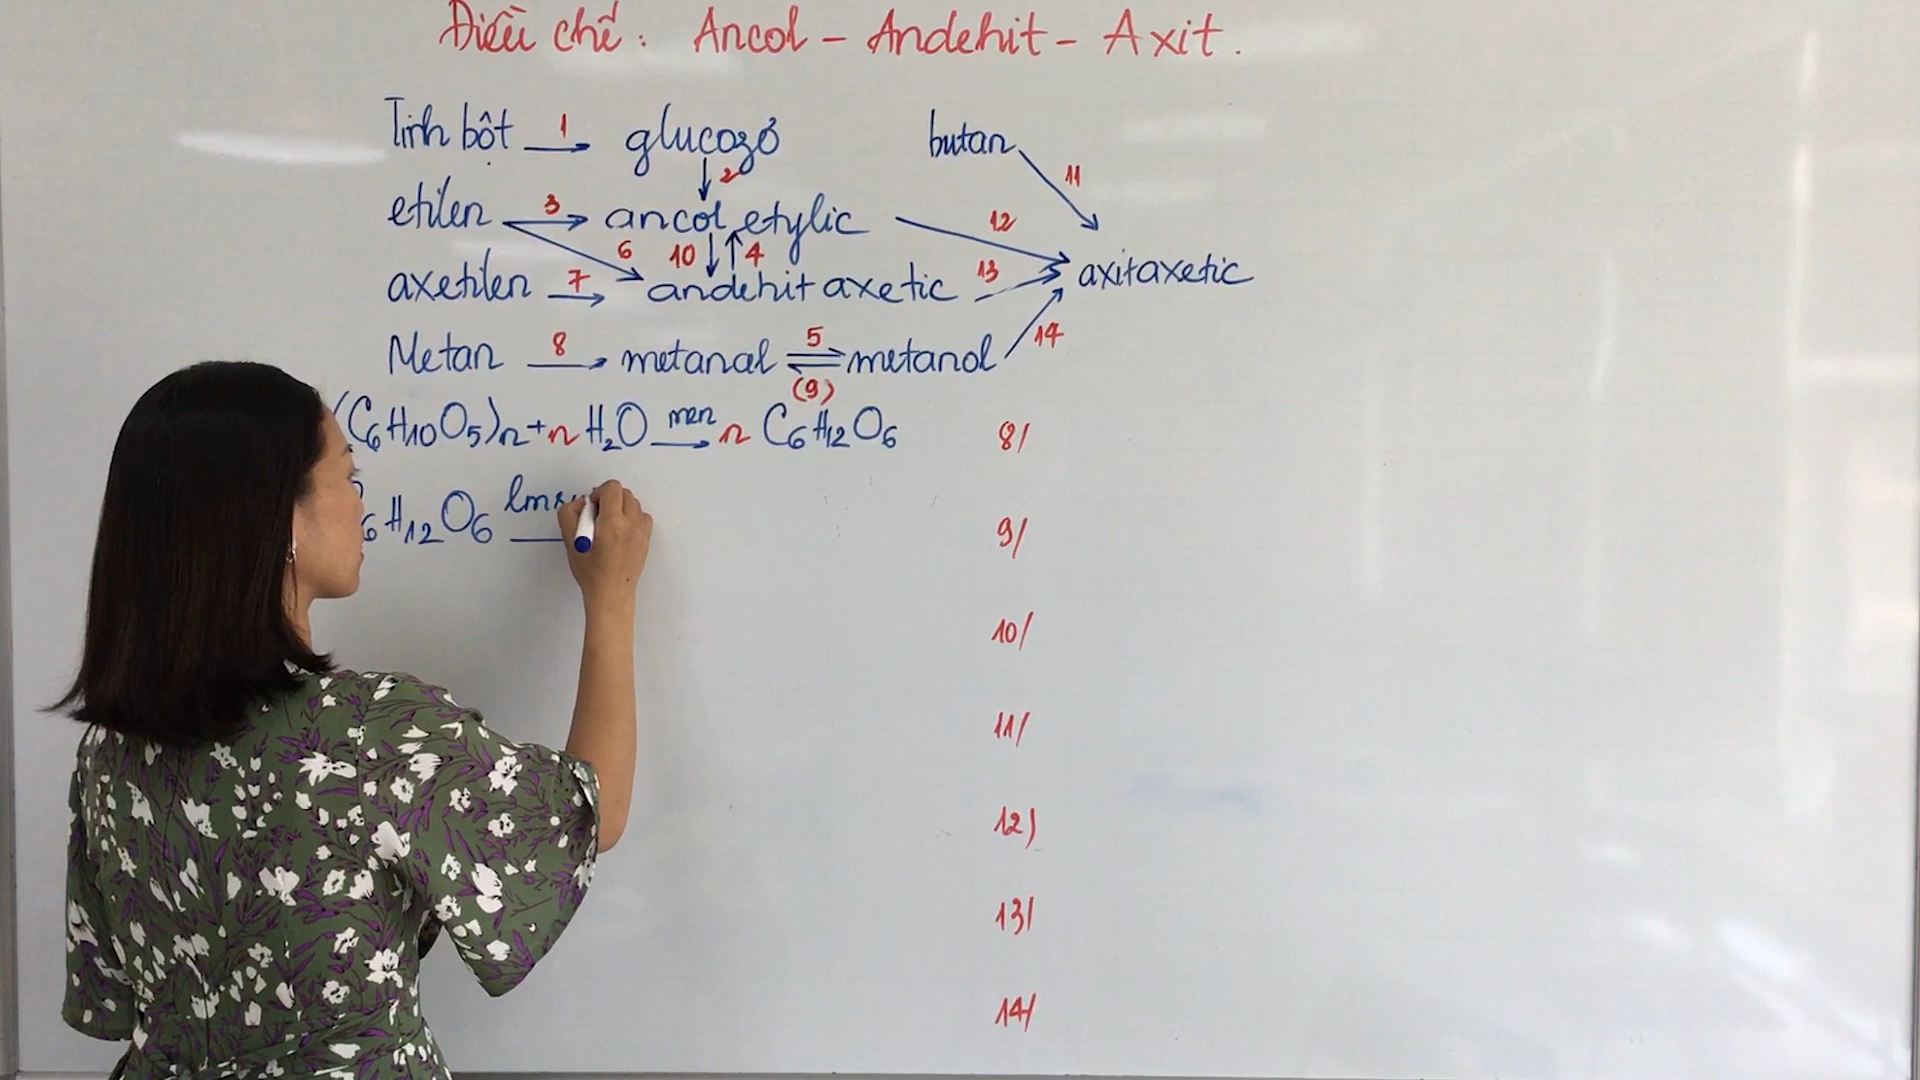 Điều chế: Ancol - Andehit - Axit.
Tinh bột 1 → glucozơ
butan
2
11
etilen 3 → ancol etylic
12
6 10 ↓ ↑ 4
axetilen 7 → andehit axetic
13
axitaxetic
Metan 8 → metanal 5 ⇌ (9) metanol
14
(C6H10O5)n + n H2O men → n C6H12O6
8/
6H12O6
9/
10/
11/
12)
13/
14/